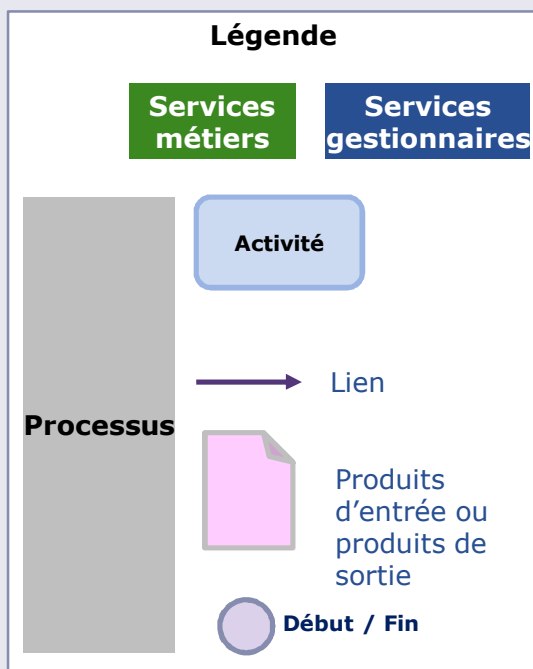 Légende
Services
métiers
Services
gestionnaires
Activité
Lien
Processus
Produits
d’entrée ou
produits de
sortie
Début / Fin